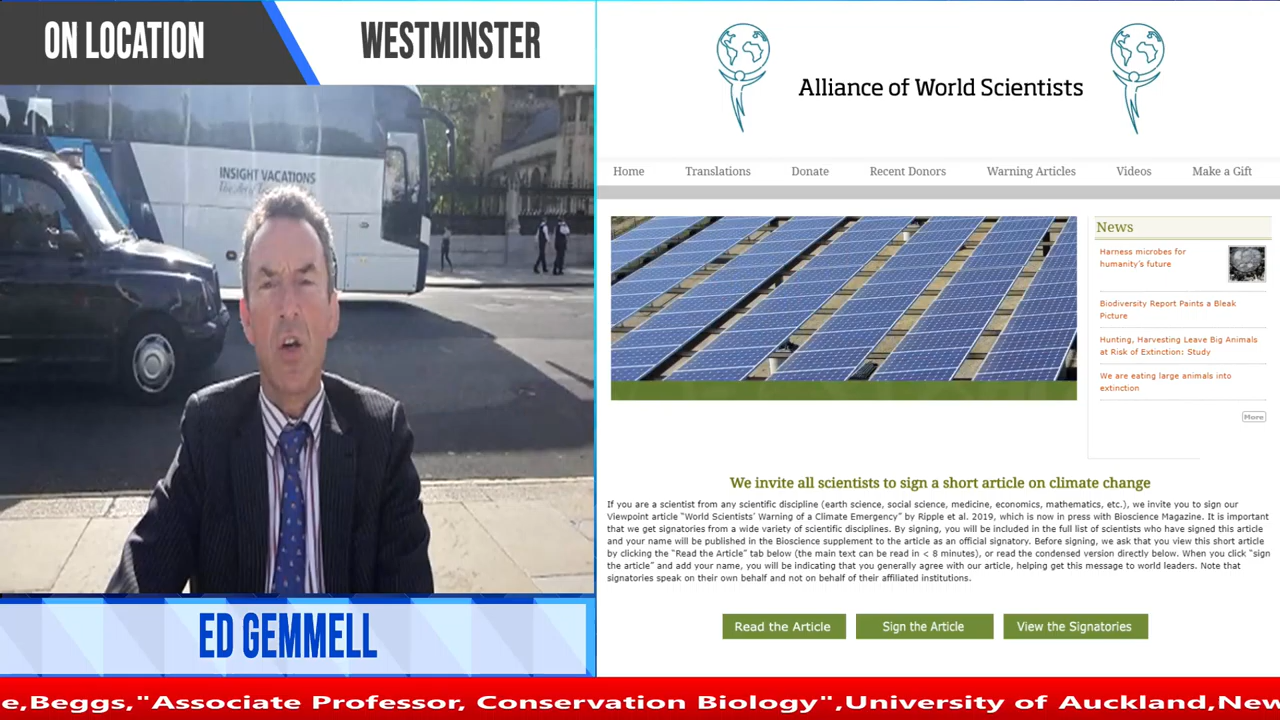 ON LOCATION
WESTMINSTER
INSIGHT VACATIONS
ED GEMMELL
Alliance of World Scientists
Home
Translations
Donate
Recent Donors
Warning Articles
Videos
Make a Gift
News
Harness microbes for
humanity's future
Biodiversity Report Paints a Bleak
Picture
Hunting, Harvesting Leave Big Animals
at Risk of Extinction: Study
We are eating large animals into
extinction
More
We invite all scientists to sign a short article on climate change
If you are a scientist from any scientific discipline (earth science, social science, medicine, economics, mathematics, etc.), we invite you to sign our
Viewpoint article "World Scientists' Warning of a Climate Emergency" by Ripple et al. 2019, which is now in press with Bioscience Magazine. It is important
that we get signatories from a wide variety of scientific disciplines. By signing, you will be included in the full list of scientists who have signed this article
and your name will be published in the Bioscience supplement to the article as an official signatory. Before signing, we ask that you view this short article
by clicking the "Read the Article" tab below (the main text can be read in < 8 minutes), or read the condensed version directly below. When you click "sign
the article" and add your name, you will be indicating that you generally agree with our article, helping get this message to world leaders. Note that
signatories speak on their own behalf and not on behalf of their affiliated institutions.
Read the Article
Sign the Article
View the Signatories
e,Beggs,"Associate Professor, Conservation Biology",University of Auckland,New